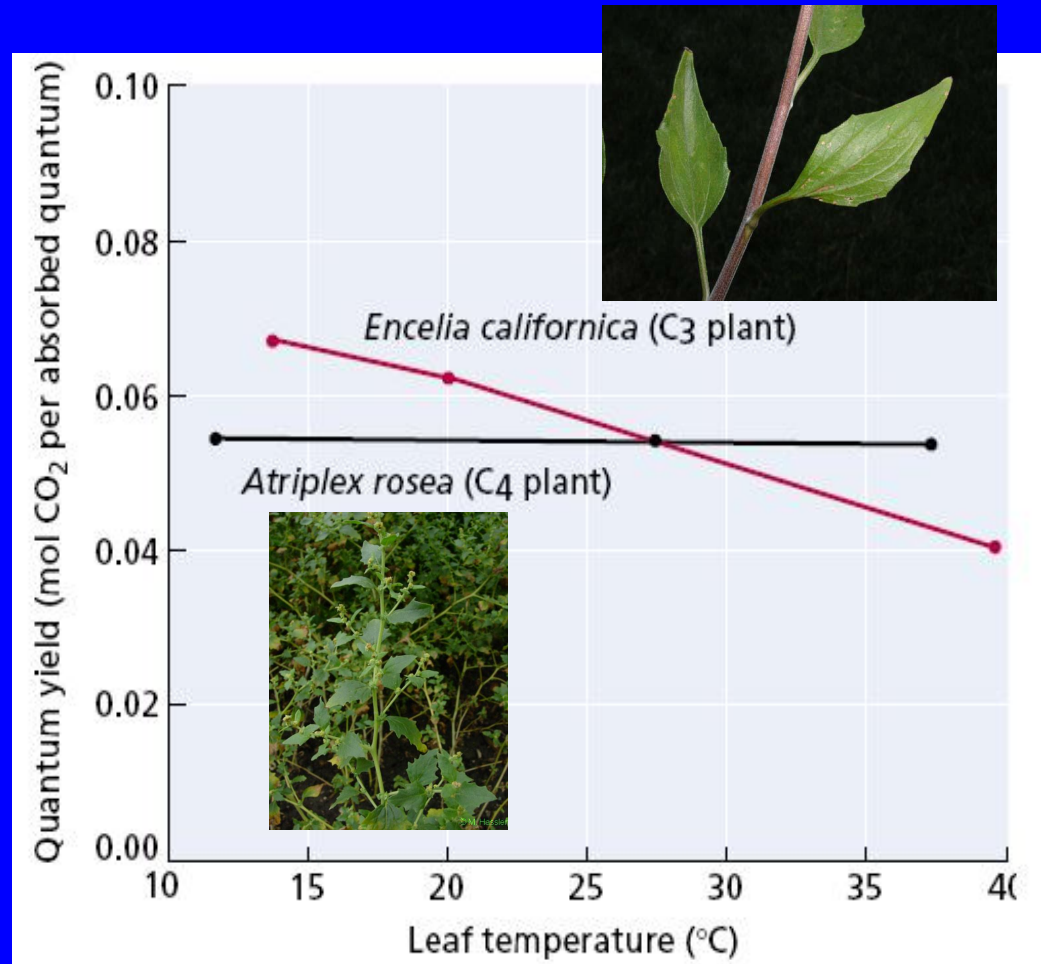 Quantum yield (mol CO₂ per absorbed quantum)
0.10
0.08
0.06
0.04
0.02
0.00
Encelia californica (C3 plant)
Atriplex rosea (C4 plant)
10 15 20 25 30 35
Leaf temperature (°C)